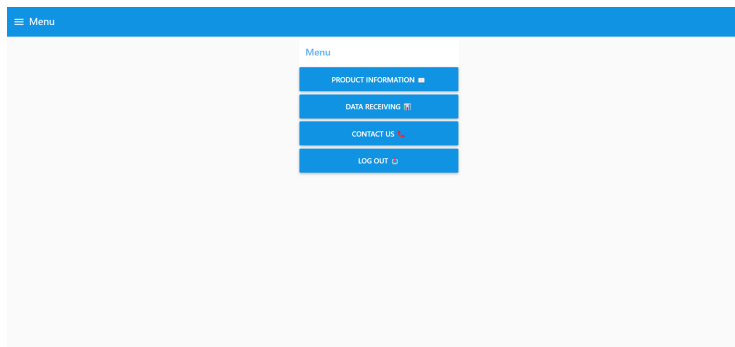 Menu
Menu
PRODUCT INFORMATION
DATA RECEIVING
CONTACT US
LOG OUT